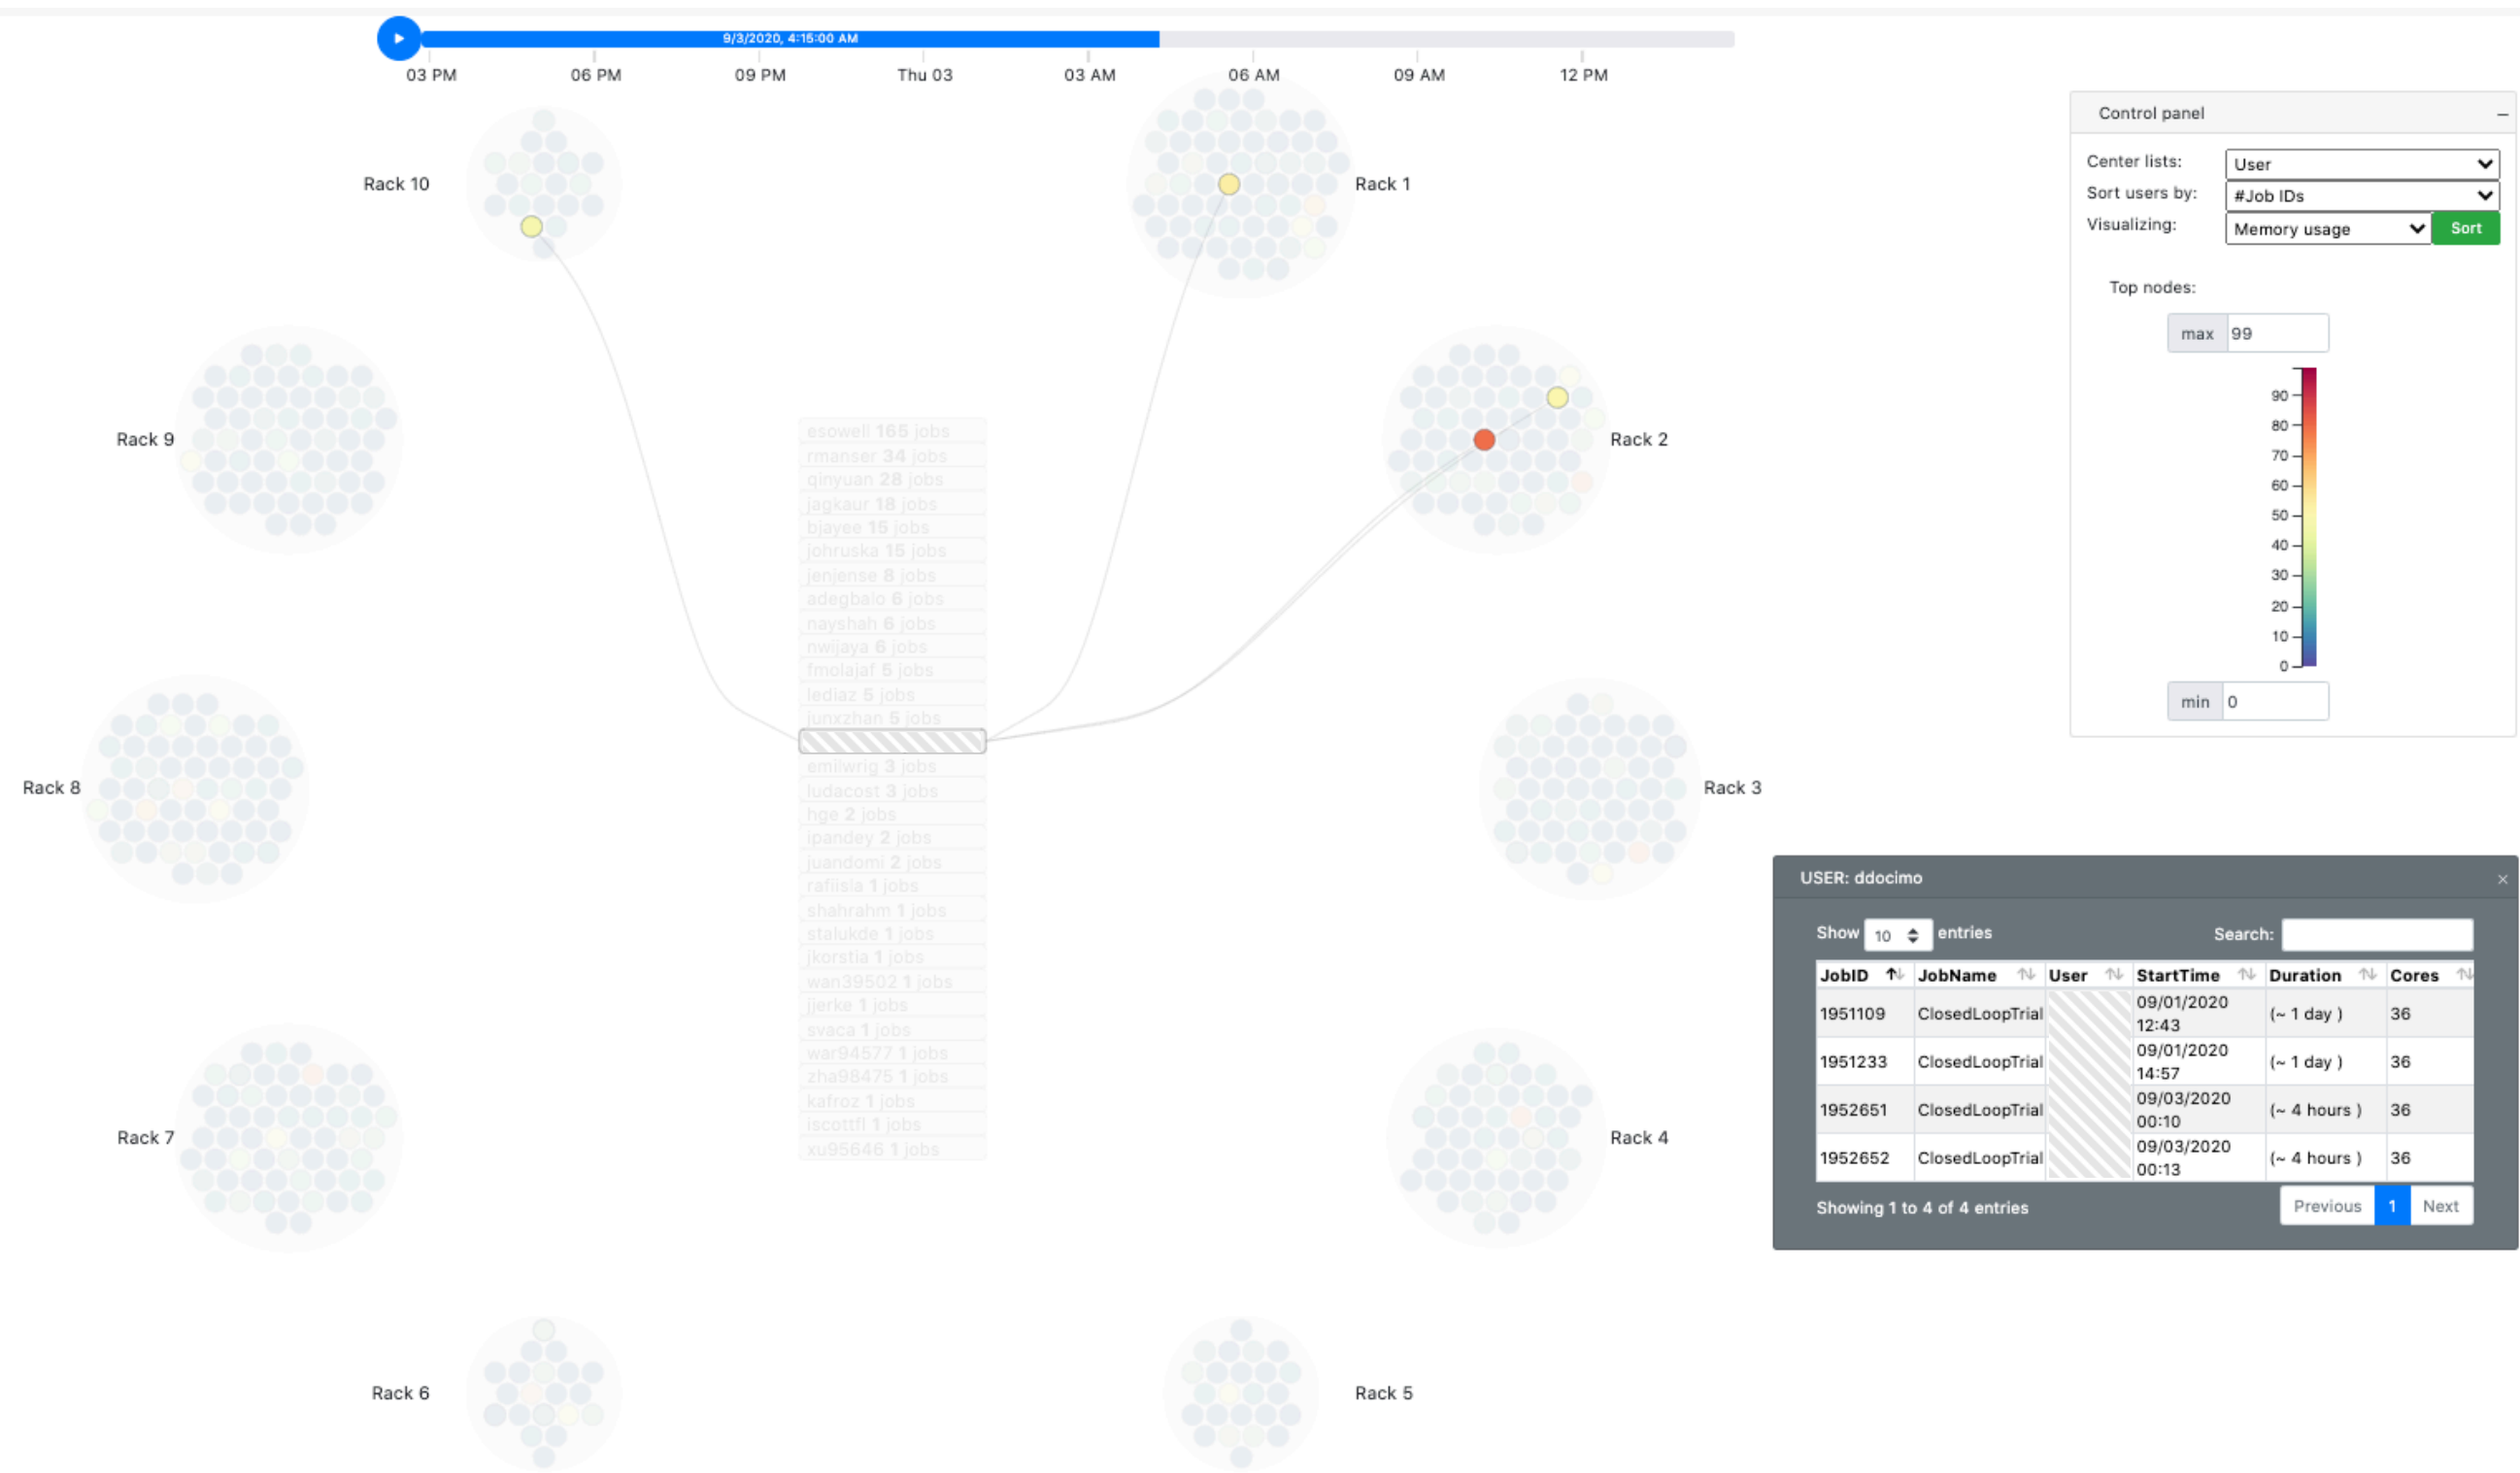 9/3/2020, 4:15:00 AM
03 PM 06 PM 09 PM Thu 03 03 AM 06 AM 09 AM 12 PM
Rack 10
Rack 1
Rack 9
Rack 2
Rack 8
Rack 3
Rack 7
Rack 4
Rack 6
Rack 5
esowell 165 jobs
rmanser 34 jobs
qinyuan 28 jobs
jagkaur 18 jobs
bjayee 15 jobs
johruska 15 jobs
jenjense 8 jobs
adegbalo 6 jobs
nayshah 6 jobs
nwijaya 6 jobs
fmolajaf 5 jobs
lediaz 5 jobs
junxzhan 5 jobs
emilwrig 3 jobs
ludacost 3 jobs
hge 2 jobs
ipandey 2 jobs
juandomi 2 jobs
rafiisla 1 jobs
shahrahm 1 jobs
stalukde 1 jobs
jkorstia 1 jobs
wan39502 1 jobs
jjerke 1 jobs
svaca 1 jobs
war94577 1 jobs
zha98475 1 jobs
kafroz 1 jobs
iscottfl 1 jobs
xu95646 1 jobs
Control panel
Center lists: User
Sort users by: #Job IDs
Visualizing: Memory usage Sort
Top nodes:
max 99
90
80
70
60
50
40
30
20
10
0
min 0
USER: ddocimo ×
Show 10 entries Search:
JobID JobName User StartTime Duration Cores
1951109 ClosedLoopTrial 09/01/2020 12:43 (~ 1 day ) 36
1951233 ClosedLoopTrial 09/01/2020 14:57 (~ 1 day ) 36
1952651 ClosedLoopTrial 09/03/2020 00:10 (~ 4 hours ) 36
1952652 ClosedLoopTrial 09/03/2020 00:13 (~ 4 hours ) 36
Showing 1 to 4 of 4 entries Previous 1 Next